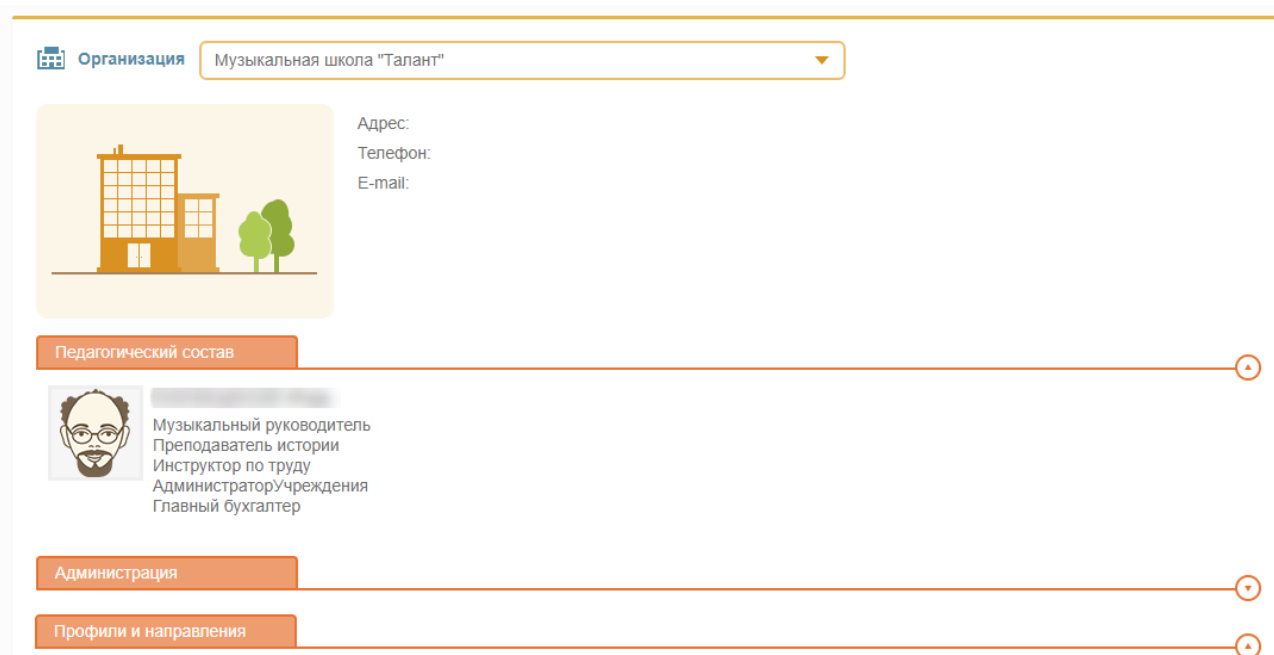 Организация
Музыкальная школа "Талант"
Адрес:
Телефон:
E-mail:
Педагогический состав
Музыкальный руководитель
Преподаватель истории
Инструктор по труду
АдминистраторУчреждения
Главный бухгалтер
Администрация
Профили и направления